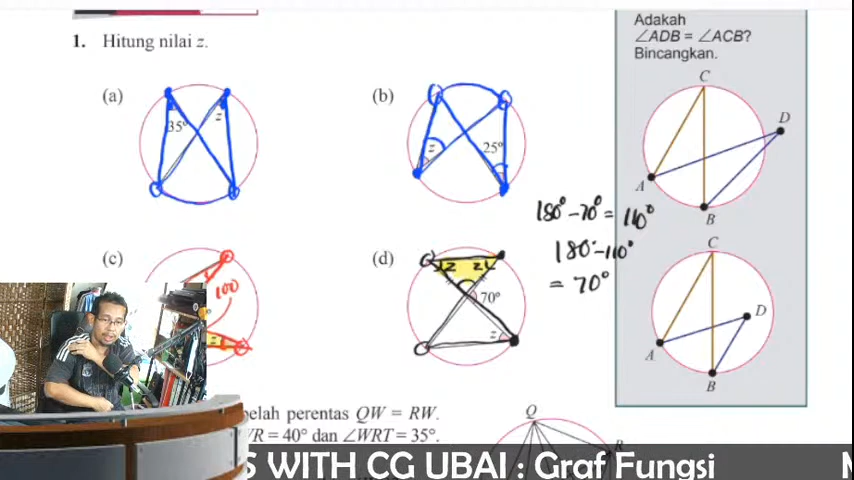 1. Hitung nilai z.
(a)
35°
z
(b)
z
25°
180° - 70° = 110°
180° - 110°
= 70°
(c)
100
z
(d)
z
z
70°
z
elah perentas QW = RW.
VR = 40° dan ∠WRT = 35°.
Q
R
Adakah
∠ADB = ∠ACB?
Bincangkan.
C
D
A
B
C
D
A
B
S WITH CG UBAI : Graf Fungsi
M